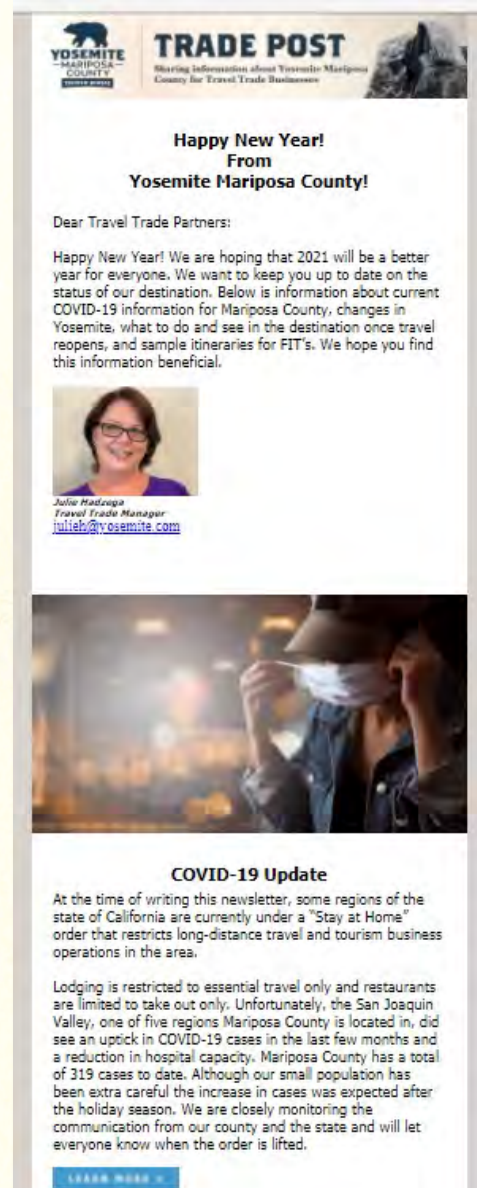 YOSEMITE
MARIPOSA
COUNTY
TRADE POST
Sharing information about Yosemite Mariposa
County for Travel Trade Businesses
Happy New Year!
From
Yosemite Mariposa County!
Dear Travel Trade Partners:
Happy New Year! We are hoping that 2021 will be a better
year for everyone. We want to keep you up to date on the
status of our destination. Below is information about current
COVID-19 information for Mariposa County, changes in
Yosemite, what to do and see in the destination once travel
reopens, and sample itineraries for FIT's. We hope you find
this information beneficial.
Julie Hadzega
Travel Trade Manager
julieh@yosemite.com
COVID-19 Update
At the time of writing this newsletter, some regions of the
state of California are currently under a "Stay at Home"
order that restricts long-distance travel and tourism business
operations in the area.
Lodging is restricted to essential travel only and restaurants
are limited to take out only. Unfortunately, the San Joaquin
Valley, one of five regions Mariposa County is located in, did
see an uptick in COVID-19 cases in the last few months and
a reduction in hospital capacity. Mariposa County has a total
of 319 cases to date. Although our small population has
been extra careful the increase in cases was expected after
the holiday season. We are closely monitoring the
communication from our county and the state and will let
everyone know when the order is lifted.
LEARN MORE »